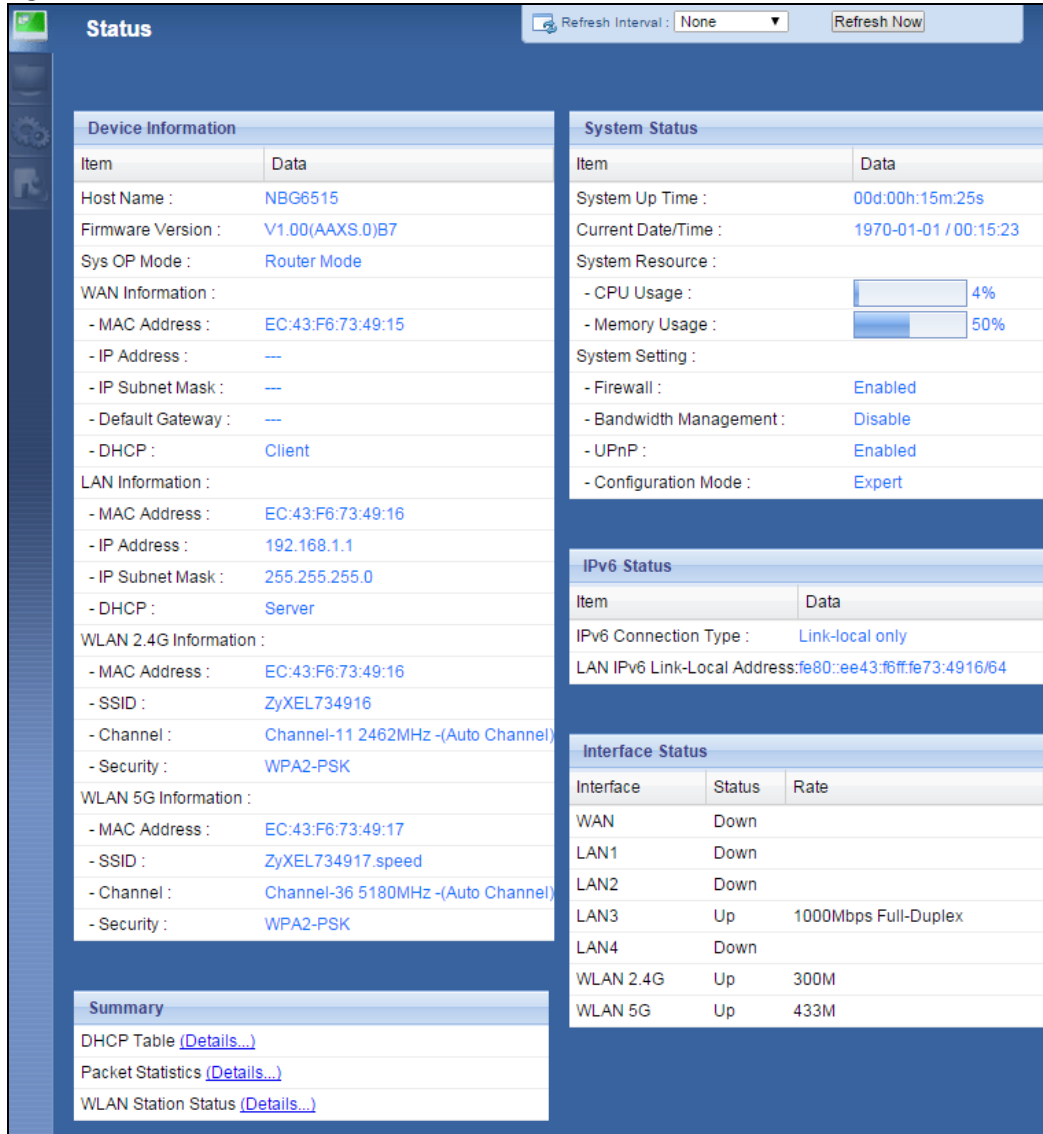 Status
Refresh Interval : None
Refresh Now
Device Information
Item Data
Host Name : NBG6515
Firmware Version : V1.00(AAXS.0)B7
Sys OP Mode : Router Mode
WAN Information :
- MAC Address : EC:43:F6:73:49:15
- IP Address : ---
- IP Subnet Mask : ---
- Default Gateway : ---
- DHCP : Client
LAN Information :
- MAC Address : EC:43:F6:73:49:16
- IP Address : 192.168.1.1
- IP Subnet Mask : 255.255.255.0
- DHCP : Server
WLAN 2.4G Information :
- MAC Address : EC:43:F6:73:49:16
- SSID : ZyXEL734916
- Channel : Channel-11 2462MHz -(Auto Channel)
- Security : WPA2-PSK
WLAN 5G Information :
- MAC Address : EC:43:F6:73:49:17
- SSID : ZyXEL734917.speed
- Channel : Channel-36 5180MHz -(Auto Channel)
- Security : WPA2-PSK
Summary
DHCP Table (Details...)
Packet Statistics (Details...)
WLAN Station Status (Details...)
System Status
Item Data
System Up Time : 00d:00h:15m:25s
Current Date/Time : 1970-01-01 / 00:15:23
System Resource :
- CPU Usage : 4%
- Memory Usage : 50%
System Setting :
- Firewall : Enabled
- Bandwidth Management : Disable
- UPnP : Enabled
- Configuration Mode : Expert
IPv6 Status
Item Data
IPv6 Connection Type : Link-local only
LAN IPv6 Link-Local Address:fe80::ee43:f6ff:fe73:4916/64
Interface Status
Interface Status Rate
WAN Down
LAN1 Down
LAN2 Down
LAN3 Up 1000Mbps Full-Duplex
LAN4 Down
WLAN 2.4G Up 300M
WLAN 5G Up 433M